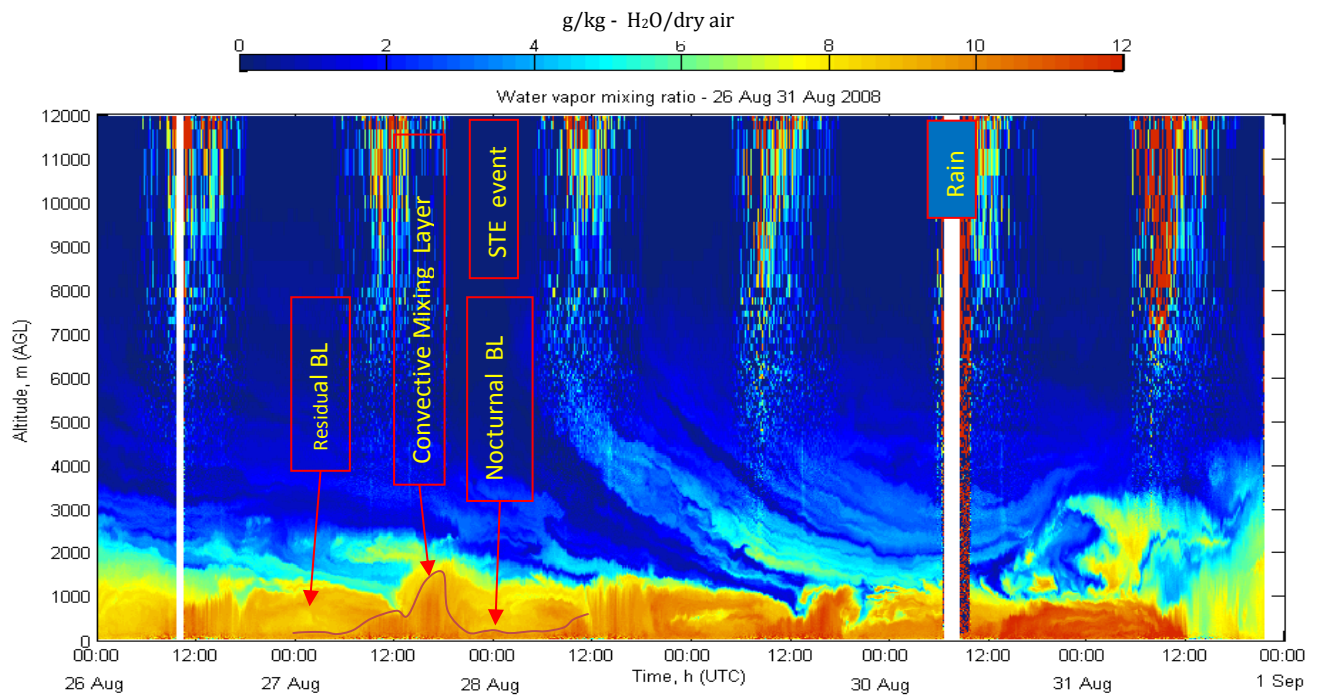 g/kg - H₂O/dry air
0 2 4 6 8 10 12
Water vapor mixing ratio - 26 Aug 31 Aug 2008
12000
11000
10000
9000
8000
7000
6000
5000
4000
3000
2000
1000
0
Altitude, m (AGL)
Residual BL
Convective Mixing Layer
STE event
Nocturnal BL
Rain
00:00 12:00 00:00 12:00 00:00 12:00 00:00 12:00 00:00 12:00 00:00 12:00 00:00
Time, h (UTC)
26 Aug 27 Aug 28 Aug 30 Aug 31 Aug 1 Sep